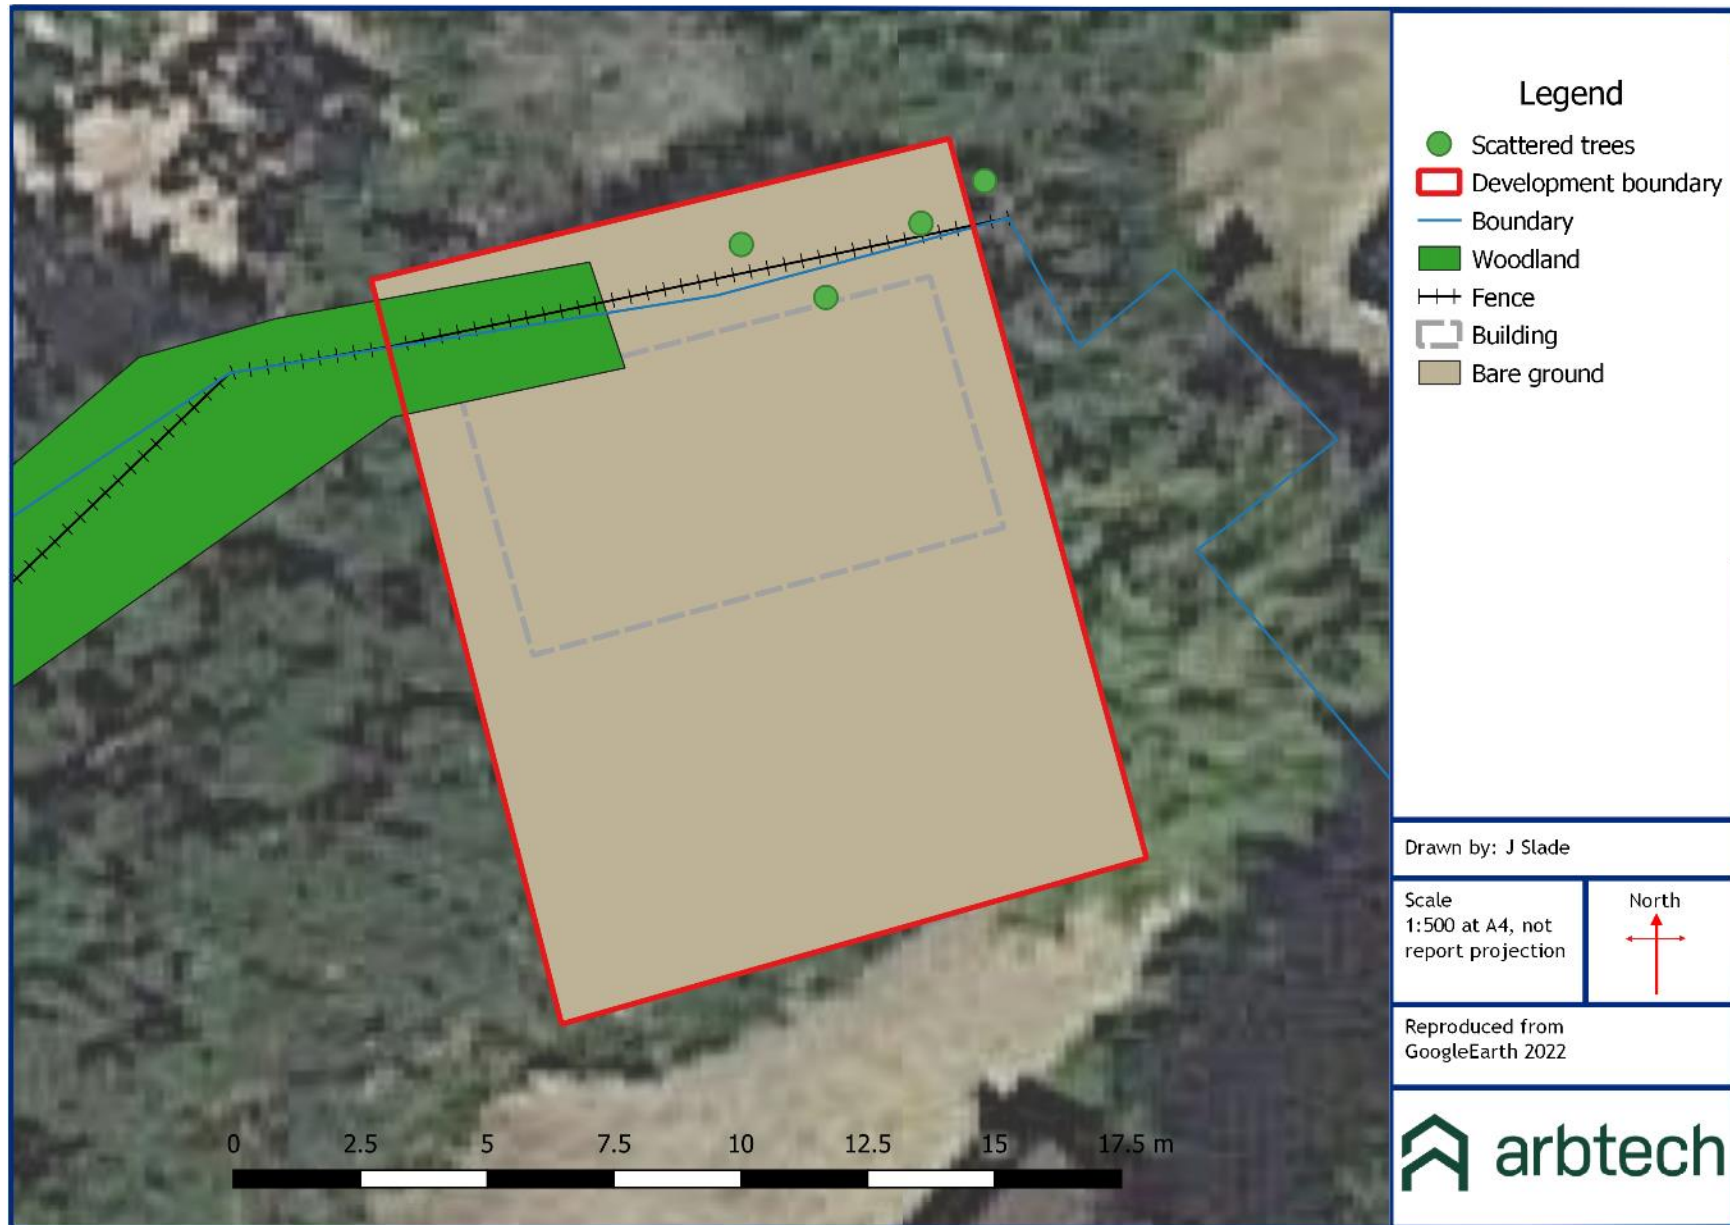 Legend
Scattered trees
Development boundary
Boundary
Woodland
Fence
Building
Bare ground
Drawn by: J Slade
Scale
1:500 at A4, not
report projection
North
Reproduced from
GoogleEarth 2022
arbtech
0 2.5 5 7.5 10 12.5 15 17.5 m